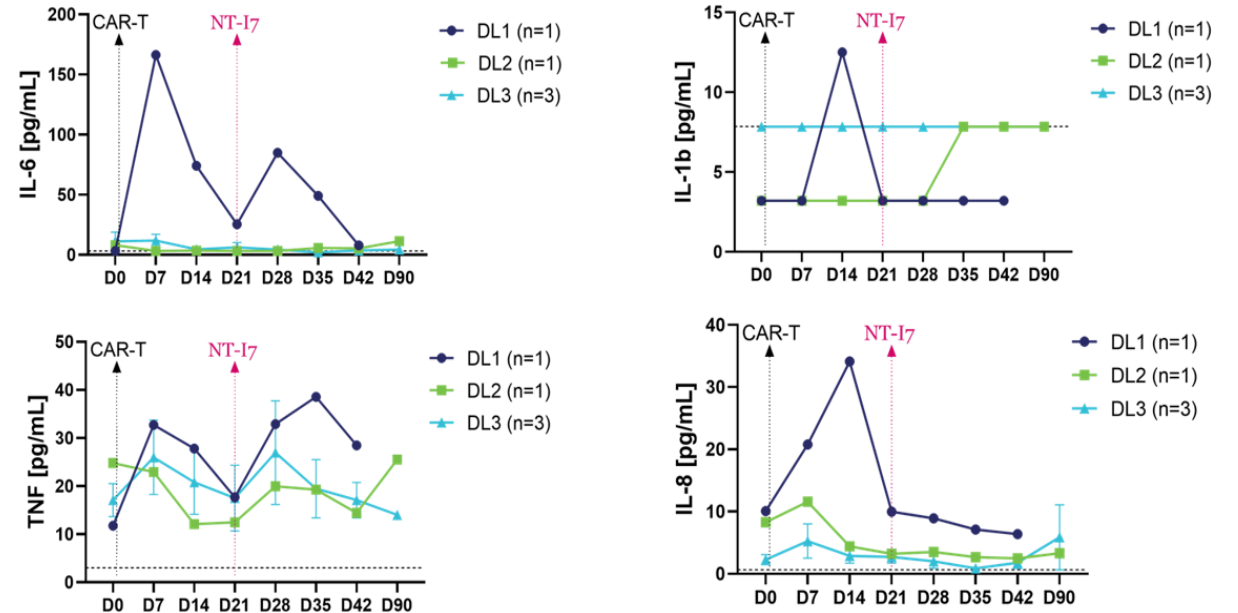 IL-6 [pg/mL]
200
150
100
50
0
CAR-T
NT-I7
DL1 (n=1)
DL2 (n=1)
DL3 (n=3)
D0 D7 D14 D21 D28 D35 D42 D90
IL-1b [pg/mL]
15
10
5
0
CAR-T
NT-I7
DL1 (n=1)
DL2 (n=1)
DL3 (n=3)
D0 D7 D14 D21 D28 D35 D42 D90
TNF [pg/mL]
50
40
30
20
10
0
CAR-T
NT-I7
DL1 (n=1)
DL2 (n=1)
DL3 (n=3)
D0 D7 D14 D21 D28 D35 D42 D90
IL-8 [pg/mL]
40
30
20
10
0
CAR-T
NT-I7
DL1 (n=1)
DL2 (n=1)
DL3 (n=3)
D0 D7 D14 D21 D28 D35 D42 D90